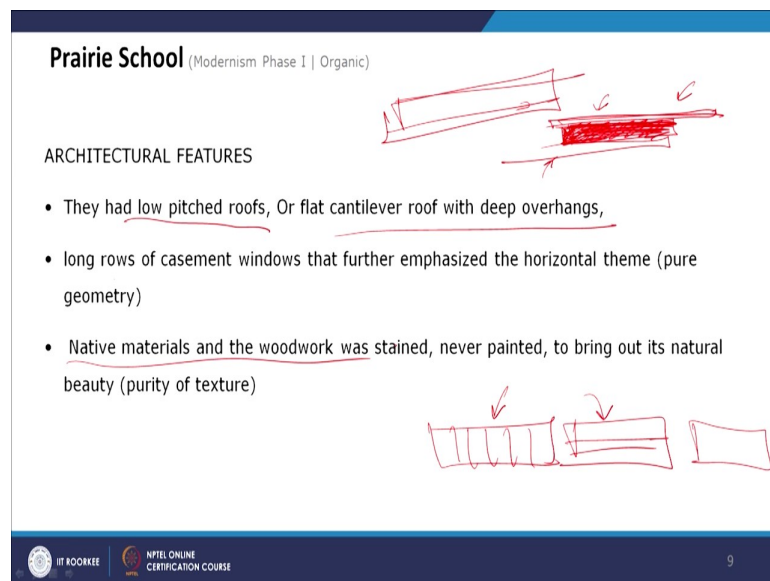 Prairie School (Modernism Phase I | Organic)
ARCHITECTURAL FEATURES
• They had low pitched roofs, Or flat cantilever roof with deep overhangs,
• long rows of casement windows that further emphasized the horizontal theme (pure
geometry)
• Native materials and the woodwork was stained, never painted, to bring out its natural
beauty (purity of texture)
IIT ROORKEE
NPTEL ONLINE
CERTIFICATION COURSE
9